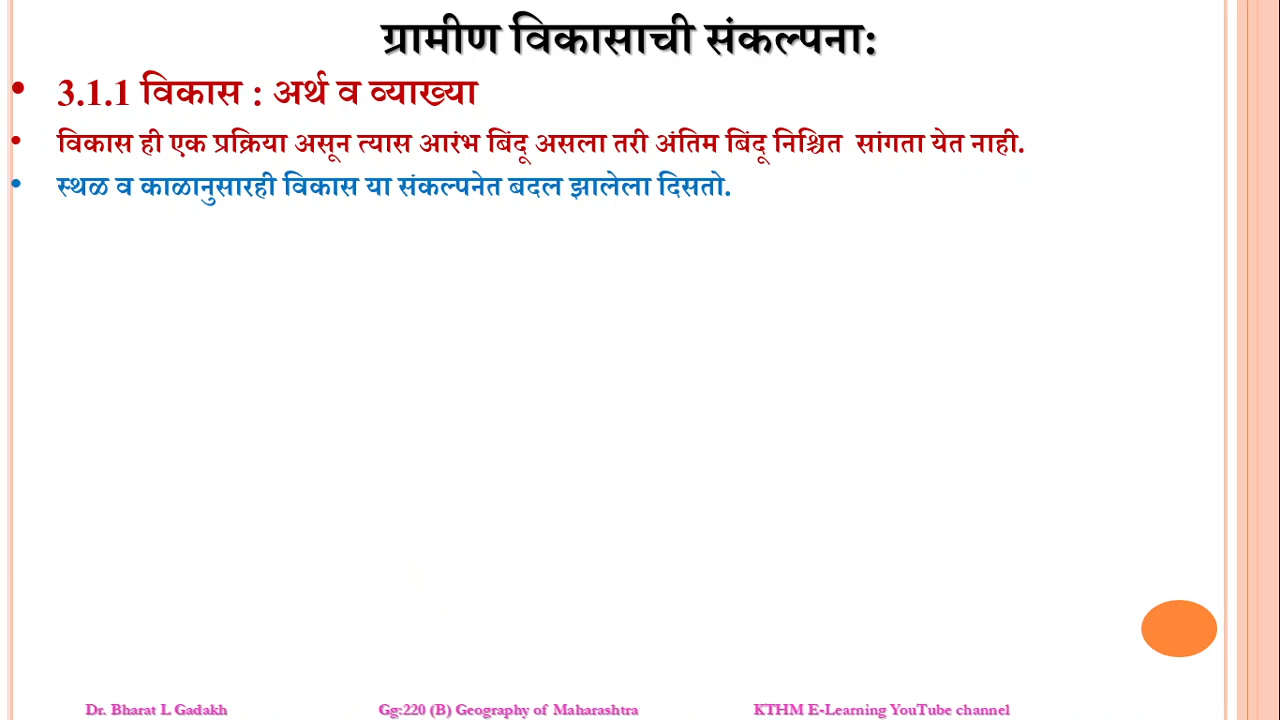 ग्रामीण विकासाची संकल्पना:
• 3.1.1 विकास : अर्थ व व्याख्या
• विकास ही एक प्रक्रिया असून त्यास आरंभ बिंदू असला तरी अंतिम बिंदू निश्चित सांगता येत नाही.
• स्थळ व काळानुसारही विकास या संकल्पनेत बदल झालेला दिसतो.
Dr. Bharat L Gadakh Gg:220 (B) Geography of Maharashtra KTHM E-Learning YouTube channel